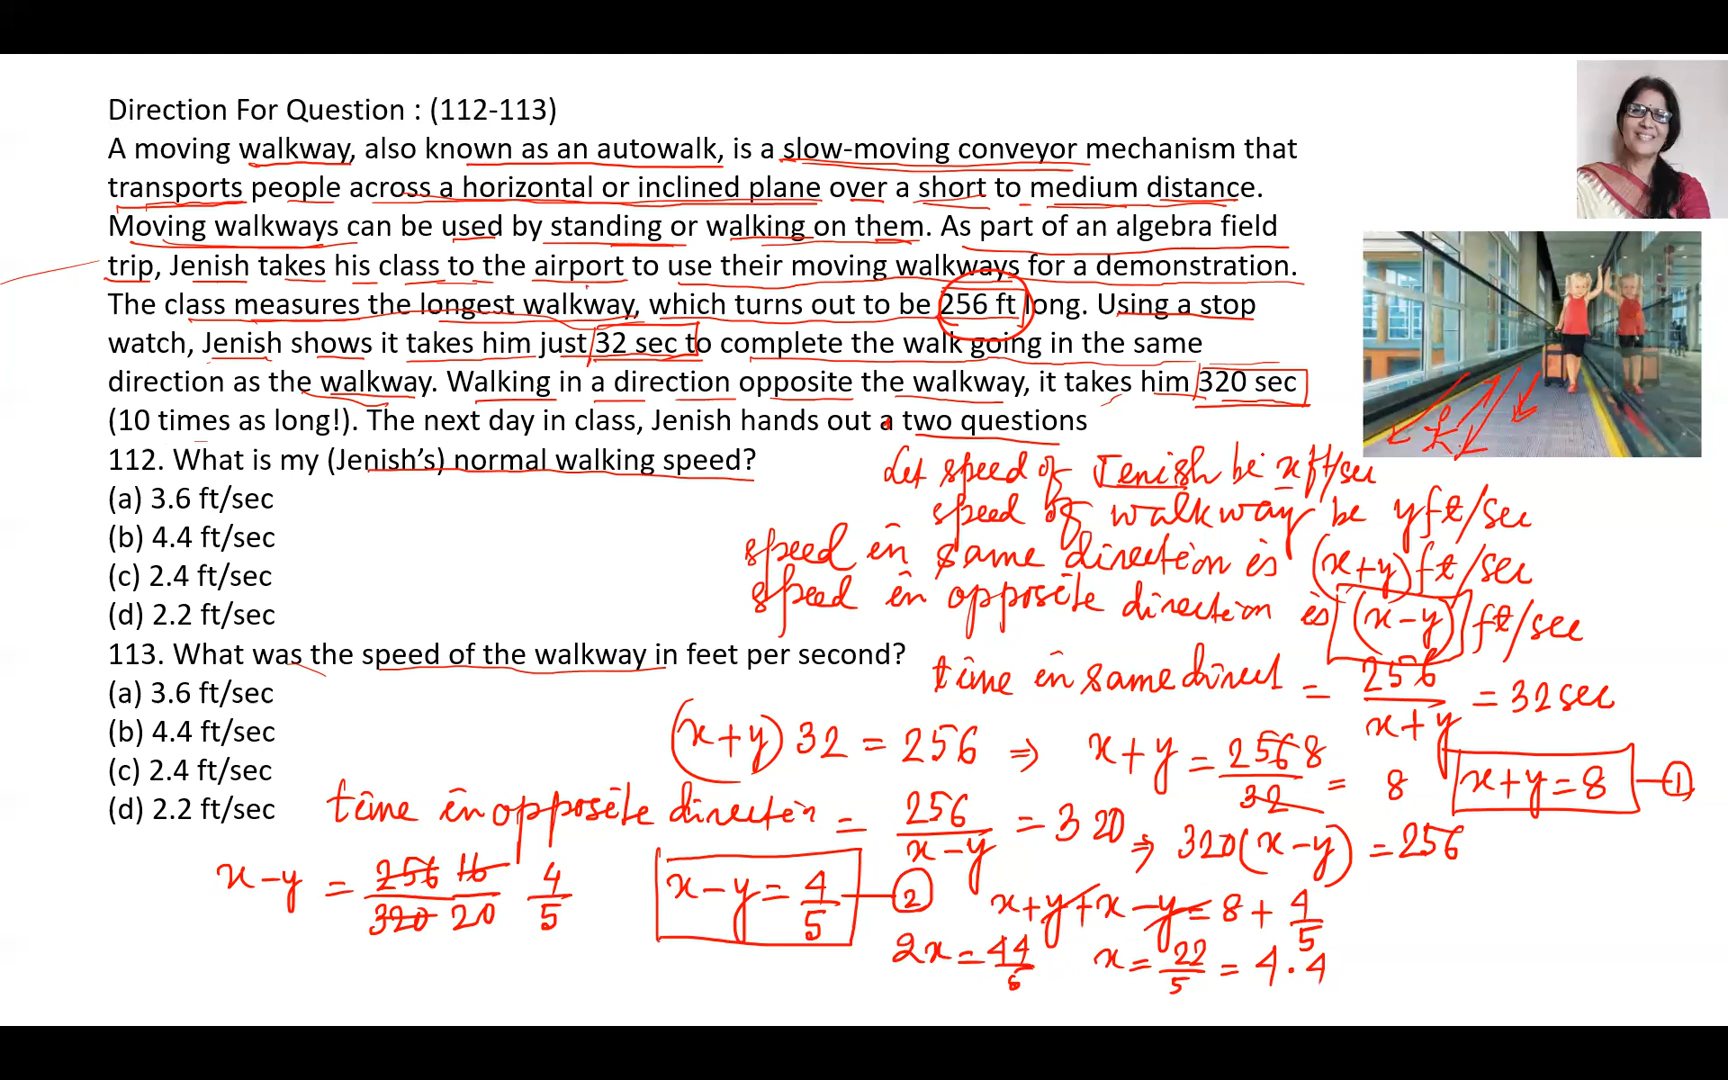 Direction For Question : (112-113)
A moving walkway, also known as an autowalk, is a slow-moving conveyor mechanism that
transports people across a horizontal or inclined plane over a short to medium distance.
Moving walkways can be used by standing or walking on them. As part of an algebra field
trip, Jenish takes his class to the airport to use their moving walkways for a demonstration.
The class measures the longest walkway, which turns out to be 256 ft long. Using a stop
watch, Jenish shows it takes him just 32 sec to complete the walk going in the same
direction as the walkway. Walking in a direction opposite the walkway, it takes him 320 sec
(10 times as long!). The next day in class, Jenish hands out a two questions
112. What is my (Jenish's) normal walking speed?
(a) 3.6 ft/sec
(b) 4.4 ft/sec
(c) 2.4 ft/sec
(d) 2.2 ft/sec
113. What was the speed of the walkway in feet per second?
(a) 3.6 ft/sec
(b) 4.4 ft/sec
(c) 2.4 ft/sec
(d) 2.2 ft/sec
Let speed of Jenish be x ft/sec
speed of walkway be y ft/sec
speed in same direction is (x+y) ft/sec
speed in opposite direction is (x-y) ft/sec
time in same direct = 256/x+y = 32 sec
(x+y) 32 = 256 ⇒ x+y = 256 8/32 = 8 x+y=8 —①
time in opposite direction = 256/x-y = 320 ⇒ 320(x-y) = 256
x-y = 256/320 16/20 4/5 x-y = 4/5 —②
x+y+x-y = 8 + 4/5
2x = 44/5 x = 22/5 = 4.4